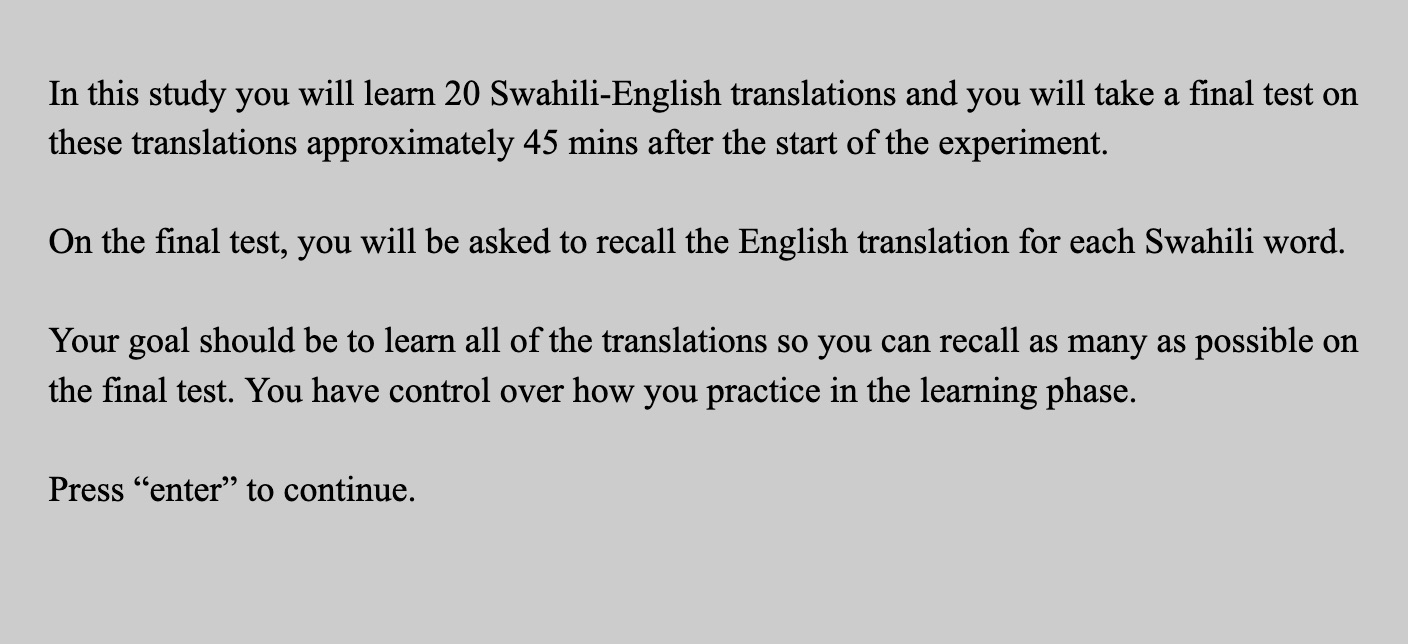 In this study you will learn 20 Swahili-English translations and you will take a final test on
these translations approximately 45 mins after the start of the experiment.
On the final test, you will be asked to recall the English translation for each Swahili word.
Your goal should be to learn all of the translations so you can recall as many as possible on
the final test. You have control over how you practice in the learning phase.
Press “enter” to continue.